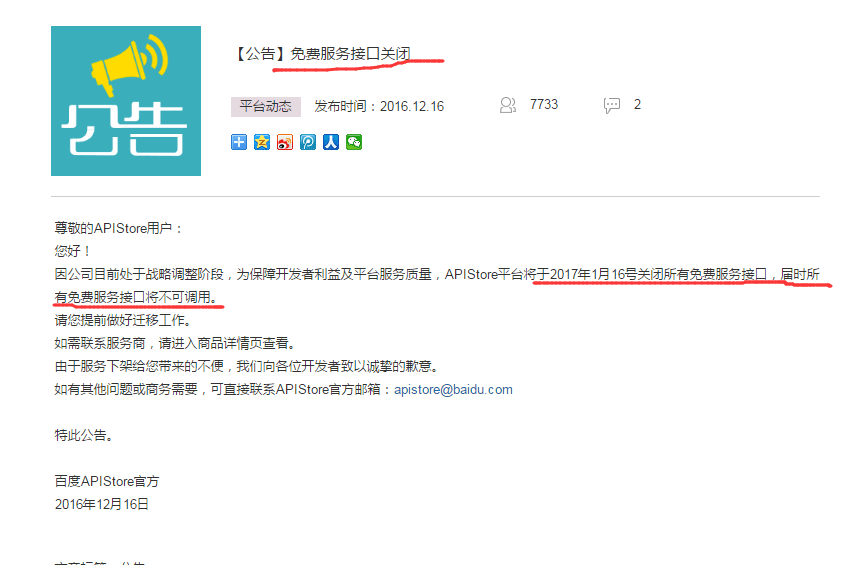 公告
【公告】免费服务接口关闭
平台动态 发布时间：2016.12.16 7733 2
尊敬的APIStore用户：
您好！
因公司目前处于战略调整阶段，为保障开发者利益及平台服务质量，APIStore平台将于2017年1月16号关闭所有免费服务接口，届时所
有免费服务接口将不可调用。
请您提前做好迁移工作。
如需联系服务商，请进入商品详情页查看。
由于服务下架给您带来的不便，我们向各位开发者致以诚挚的歉意。
如有其他问题或商务需要，可直接联系APIStore官方邮箱：apistore@baidu.com
特此公告。
百度APIStore官方
2016年12月16日